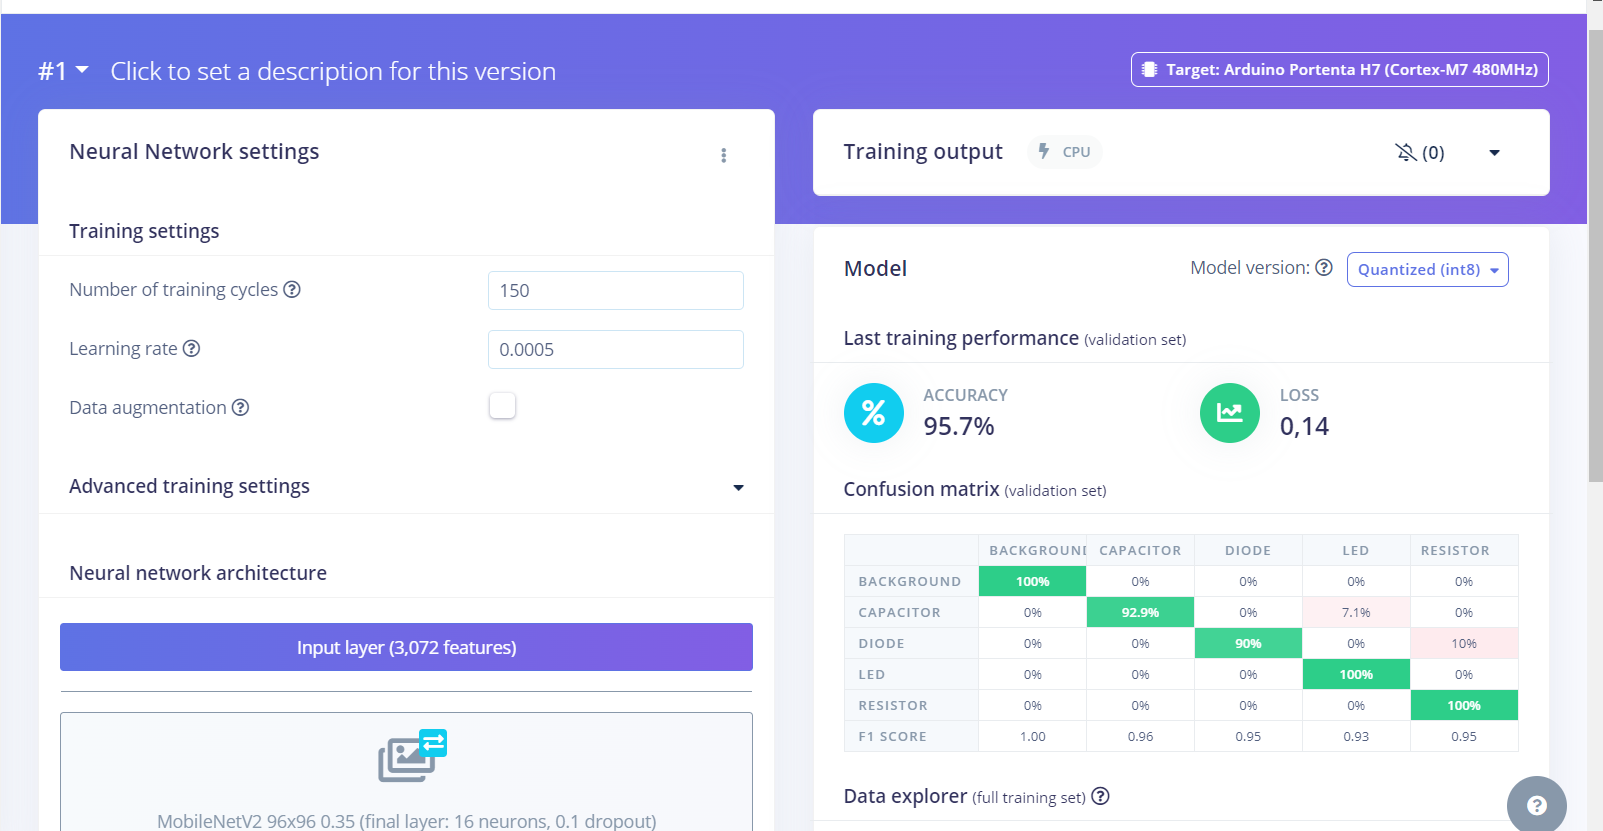 #1 Click to set a description for this version
Target: Arduino Portenta H7 (Cortex-M7 480MHz)
Neural Network settings
Training settings
Number of training cycles
150
Learning rate
0.0005
Data augmentation
Advanced training settings
Neural network architecture
Input layer (3,072 features)
MobileNetV2 96x96 0.35 (final layer: 16 neurons, 0.1 dropout)
Training output CPU (0)
Model
Model version: Quantized (int8)
Last training performance (validation set)
% ACCURACY
95.7%
LOSS
0,14
Confusion matrix (validation set)
BACKGROUND CAPACITOR DIODE LED RESISTOR
BACKGROUND 100% 0% 0% 0% 0%
CAPACITOR 0% 92.9% 0% 7.1% 0%
DIODE 0% 0% 90% 0% 10%
LED 0% 0% 0% 100% 0%
RESISTOR 0% 0% 0% 0% 100%
F1 SCORE 1.00 0.96 0.95 0.93 0.95
Data explorer (full training set)